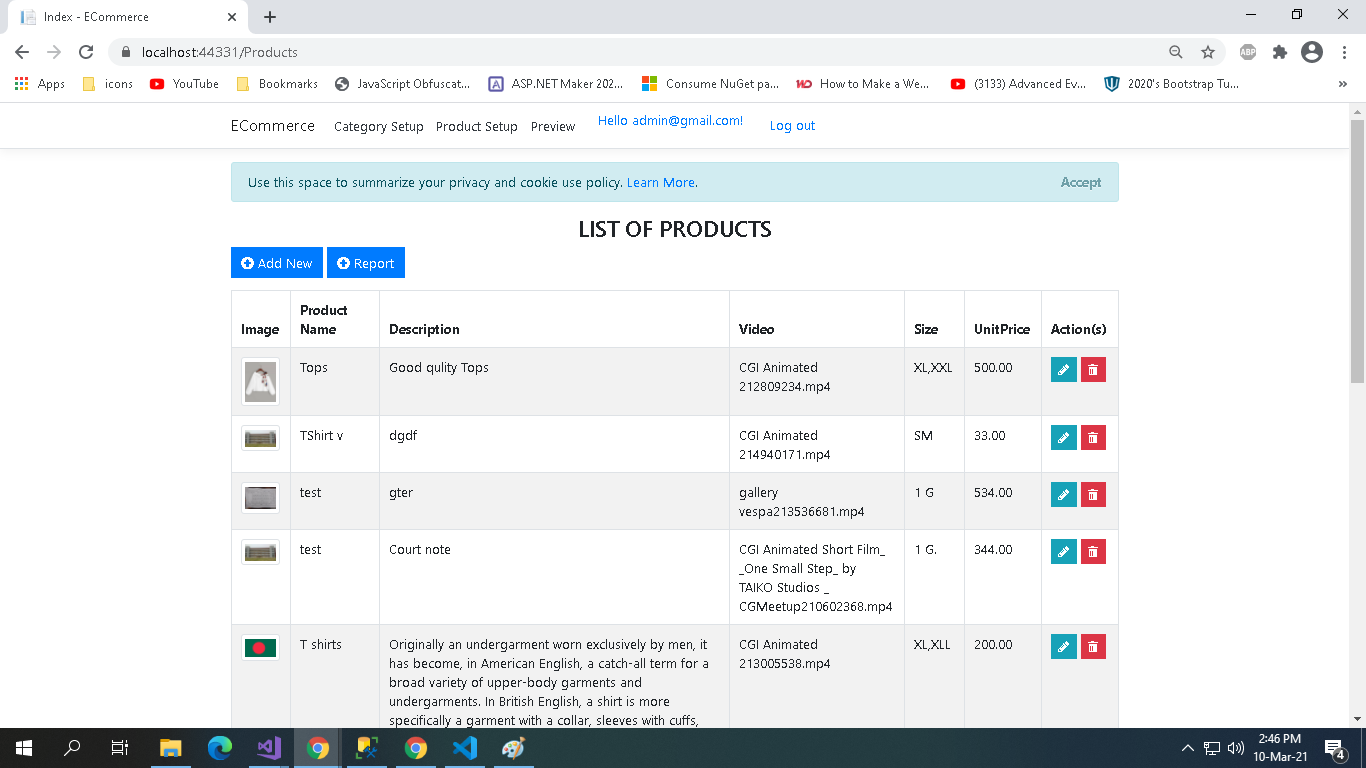 Index - ECommerce
localhost:44331/Products
ABP
Apps
icons
YouTube
Bookmarks
JavaScript Obfuscat...
ASP.NET Maker 202...
Consume NuGet pa...
How to Make a We...
(3133) Advanced Ev...
2020's Bootstrap Tu...
ECommerce
Category Setup
Product Setup
Preview
Hello admin@gmail.com!
Log out
Use this space to summarize your privacy and cookie use policy. Learn More.
Accept
LIST OF PRODUCTS
Add New
Report
Image
Product
Name
Description
Video
Size
UnitPrice
Action(s)
Tops
Good qulity Tops
CGI Animated
212809234.mp4
XL,XXL
500.00
TShirt v
dgdf
CGI Animated
214940171.mp4
SM
33.00
test
gter
gallery
vespa213536681.mp4
1 G
534.00
test
Court note
CGI Animated Short Film_
_One Small Step_ by
TAIKO Studios _
CGMeetup210602368.mp4
1 G.
344.00
T shirts
Originally an undergarment worn exclusively by men, it
has become, in American English, a catch-all term for a
broad variety of upper-body garments and
undergarments. In British English, a shirt is more
specifically a garment with a collar, sleeves with cuffs,
CGI Animated
213005538.mp4
XL,XLL
200.00
2:46 PM
10-Mar-21
4